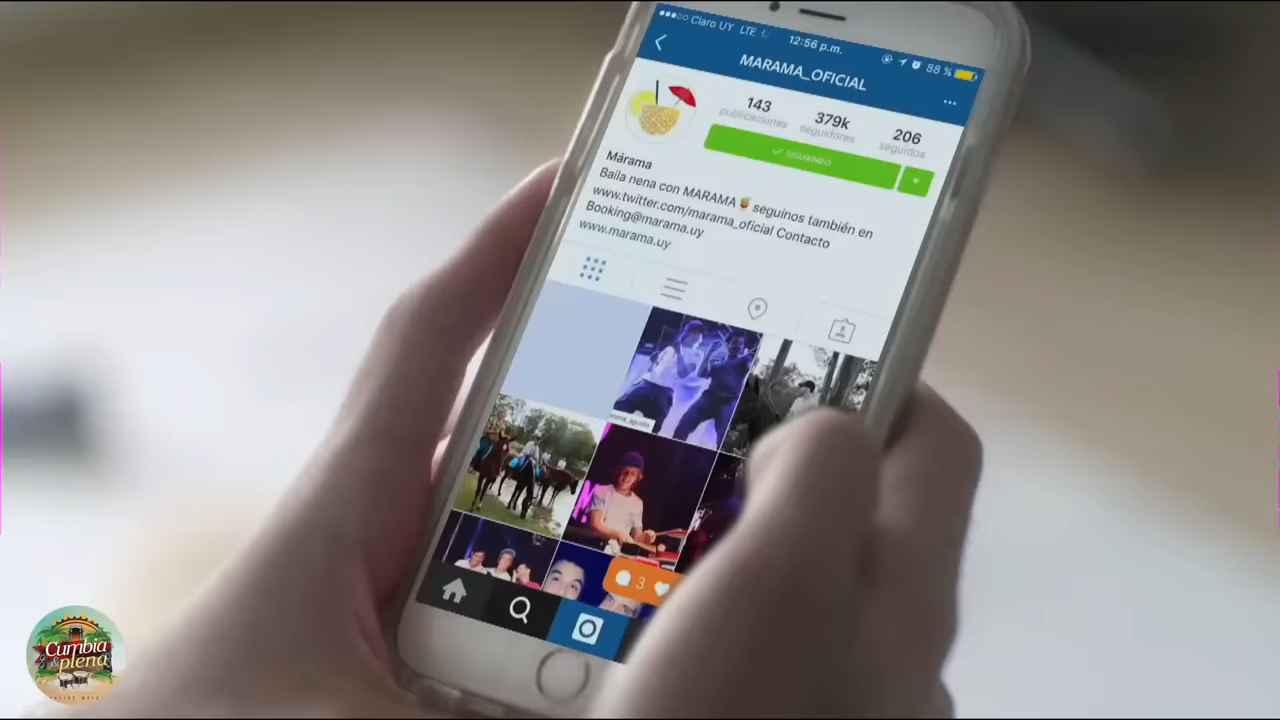 Claro UY LTE 12:56 p.m. 88 %
MARAMA_OFICIAL
143 379k 206
publicaciones seguidores seguidos
SIGUIENDO
Márama
Baila nena con MARAMA🍹 seguinos también en
www.twitter.com/marama_oficial Contacto
Booking@marama.uy
www.marama.uy
3
Cumbia
&plena